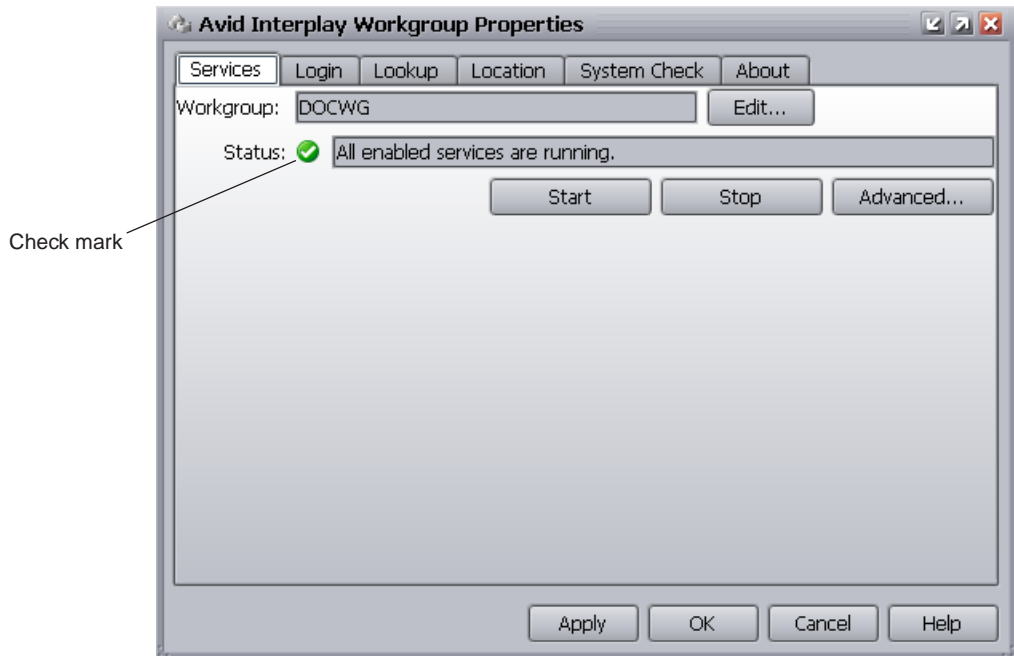 Avid Interplay Workgroup Properties
Services Login Lookup Location System Check About
Workgroup: DOCWG Edit...
Status: All enabled services are running.
Start Stop Advanced...
Check mark
Apply OK Cancel Help